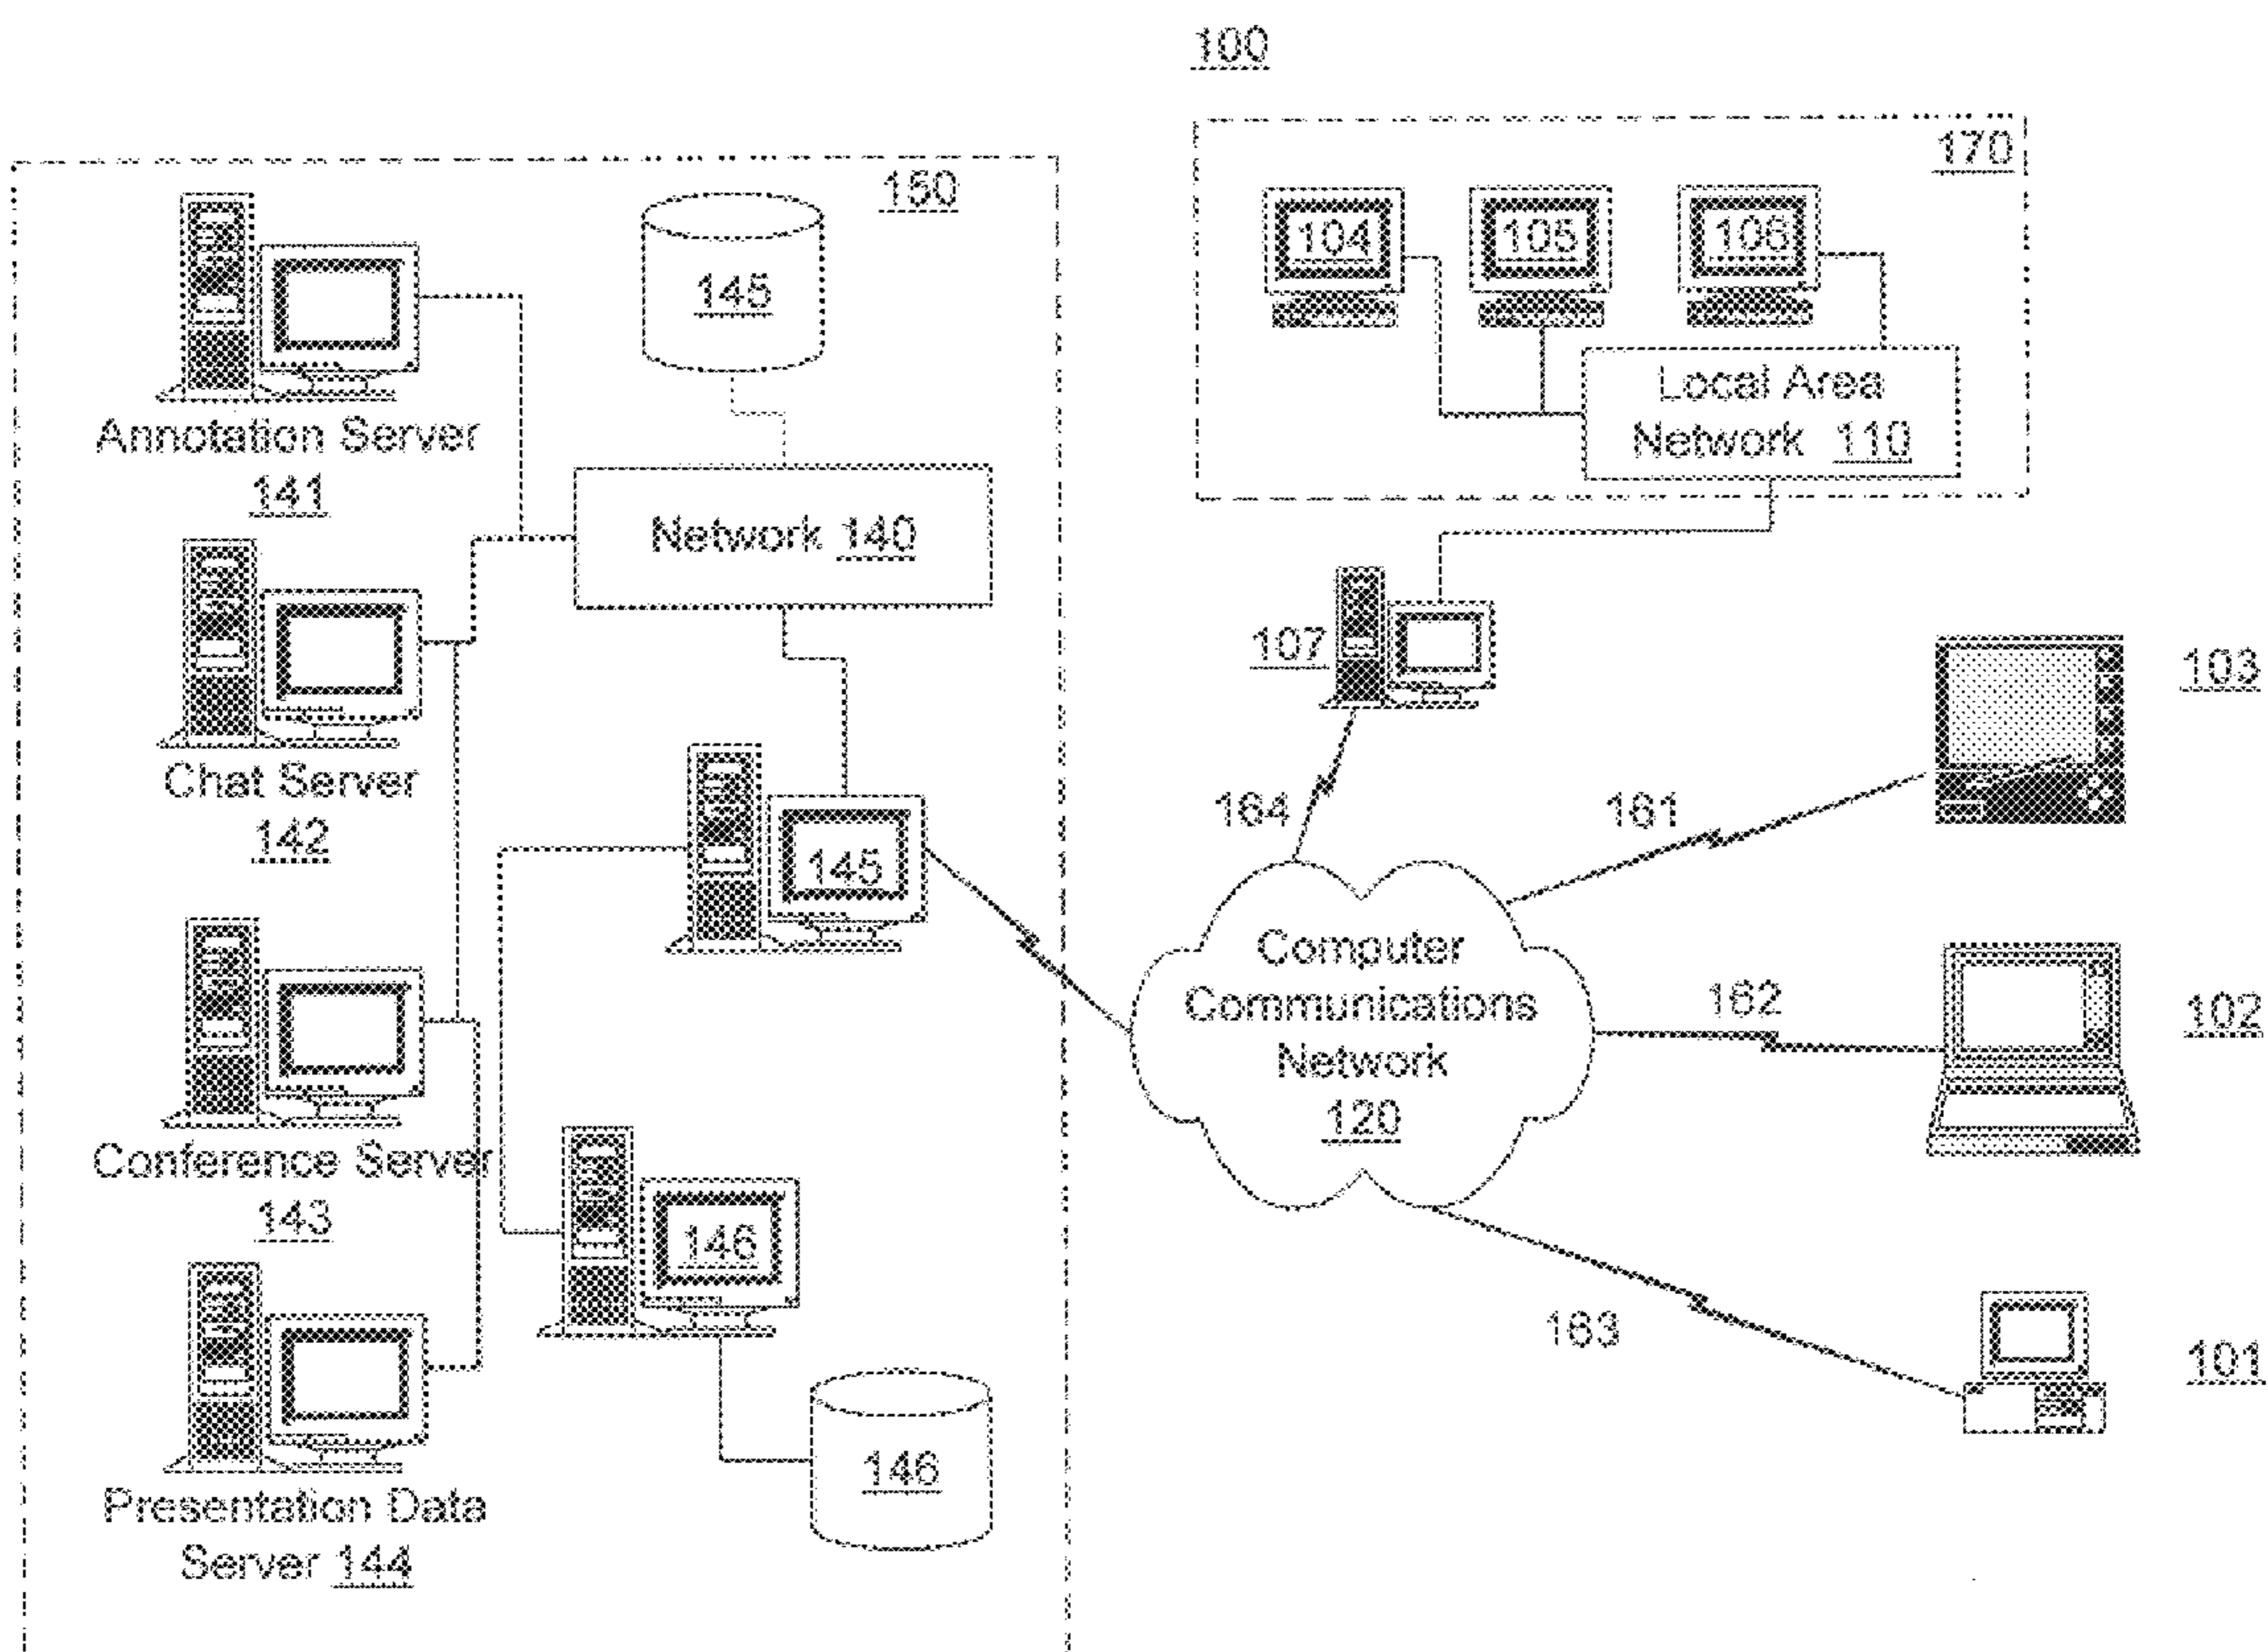 100
150
170
145
104
105
106
Annotation Server
141
Local Area
Network 110
Network 140
Chat Server
142
107
103
164
161
145
Computer
Communications
Network
120
162
102
Conference Server
143
146
163
101
146
Presentation Data
Server 144